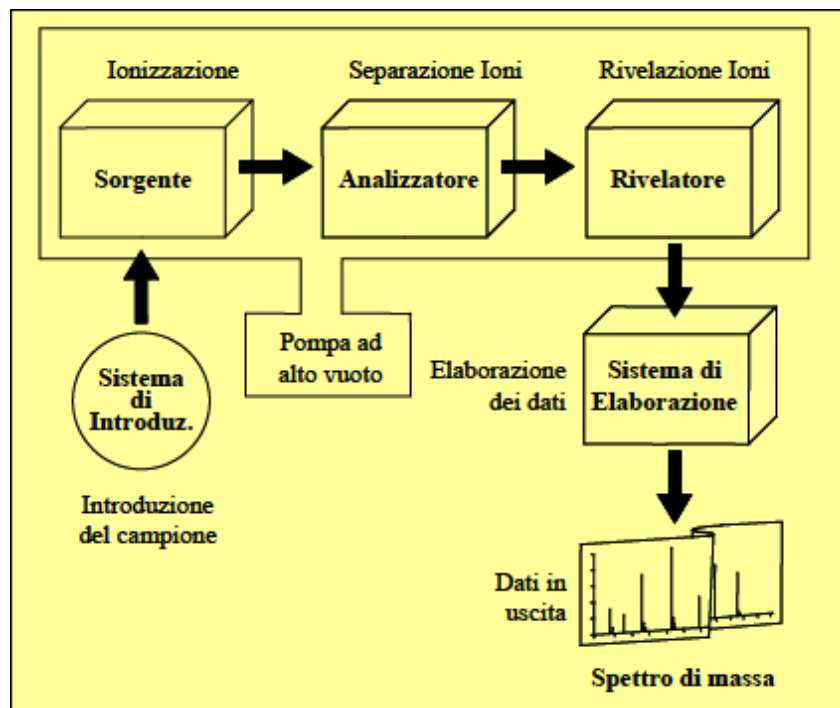 Ionizzazione
Separazione Ioni
Rivelazione Ioni
Sorgente
Analizzatore
Rivelatore
Sistema
di
Introduz.
Introduzione
del campione
Pompa ad
alto vuoto
Elaborazione
dei dati
Sistema di
Elaborazione
Dati in
uscita
Spettro di massa